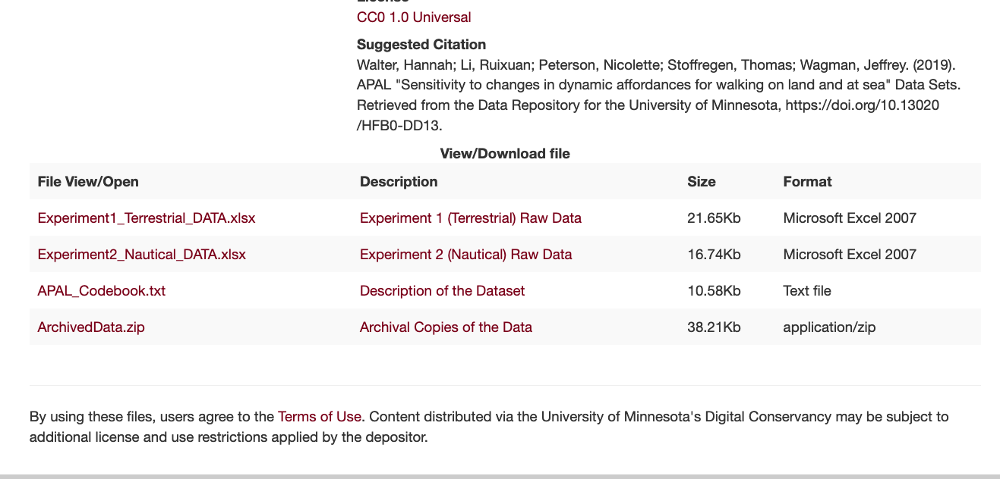 License
CC0 1.0 Universal
Suggested Citation
Walter, Hannah; Li, Ruixuan; Peterson, Nicolette; Stoffregen, Thomas; Wagman, Jeffrey. (2019).
APAL "Sensitivity to changes in dynamic affordances for walking on land and at sea" Data Sets.
Retrieved from the Data Repository for the University of Minnesota, https://doi.org/10.13020
/HFB0-DD13.
View/Download file
File View/Open Description Size Format
Experiment1_Terrestrial_DATA.xlsx Experiment 1 (Terrestrial) Raw Data 21.65Kb Microsoft Excel 2007
Experiment2_Nautical_DATA.xlsx Experiment 2 (Nautical) Raw Data 16.74Kb Microsoft Excel 2007
APAL_Codebook.txt Description of the Dataset 10.58Kb Text file
ArchivedData.zip Archival Copies of the Data 38.21Kb application/zip
By using these files, users agree to the Terms of Use. Content distributed via the University of Minnesota's Digital Conservancy may be subject to
additional license and use restrictions applied by the depositor.